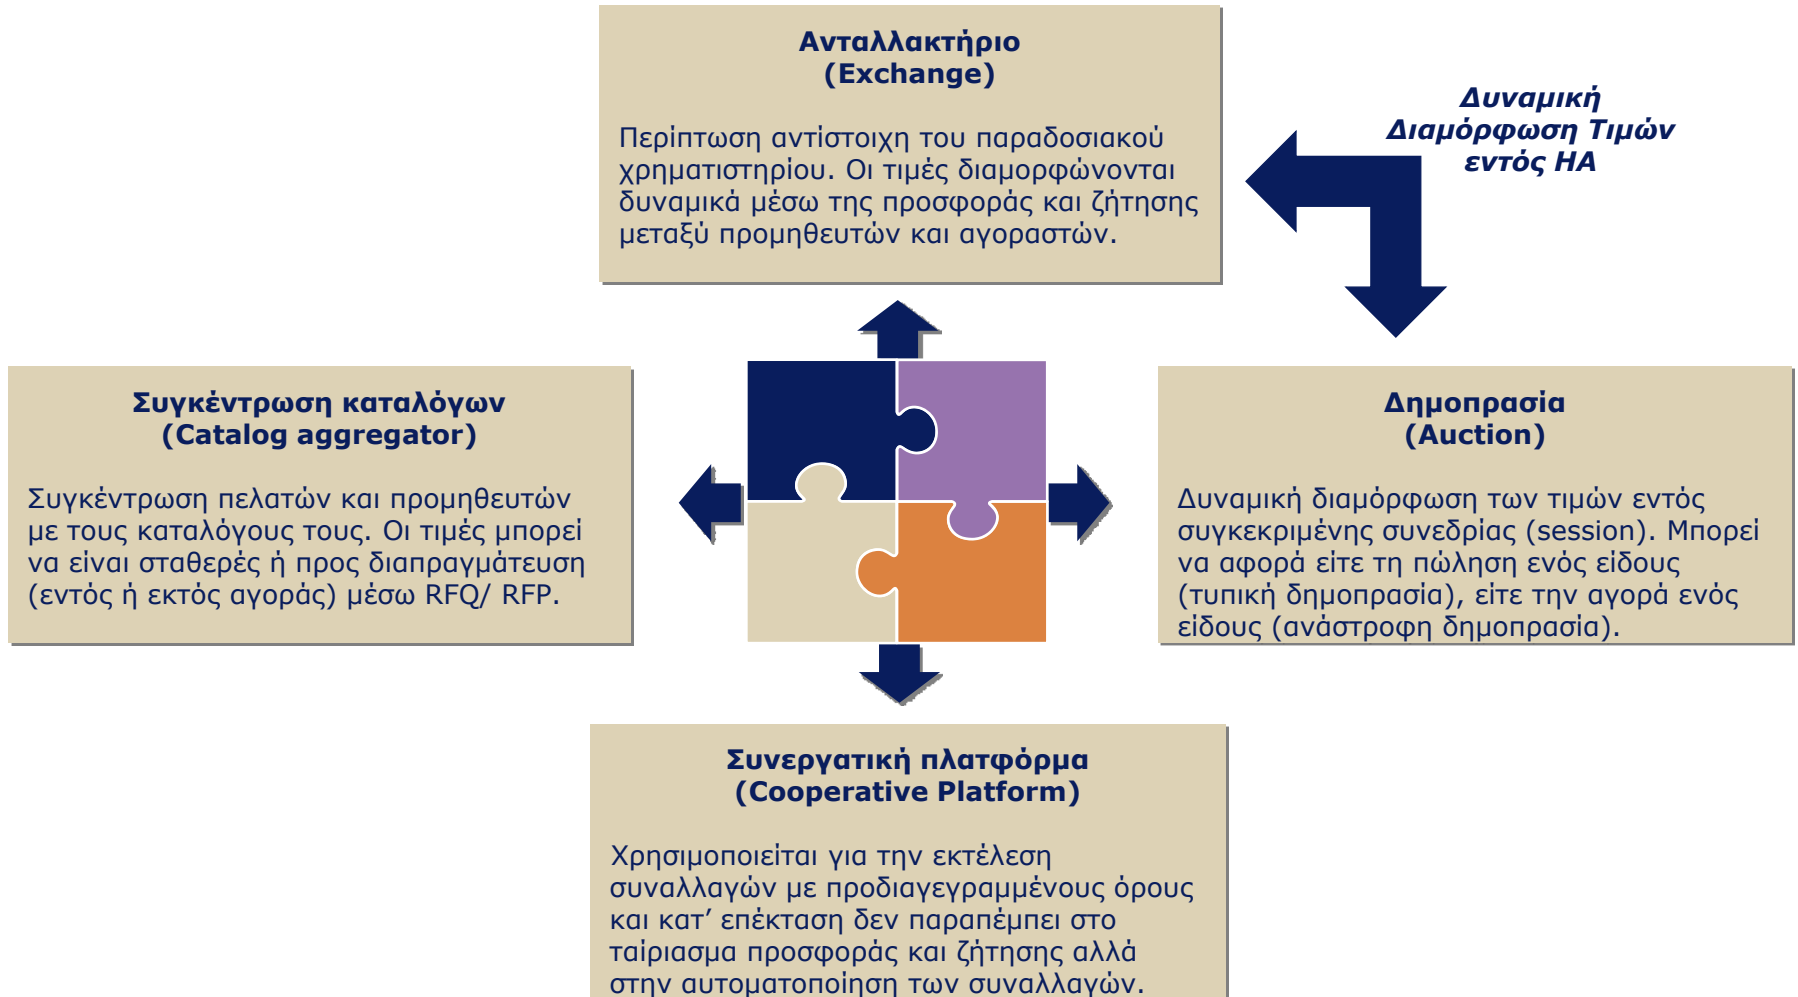 Ανταλλακτήριο
(Exchange)
Περίπτωση αντίστοιχη του παραδοσιακού
χρηματιστηρίου. Οι τιμές διαμορφώνονται
δυναμικά μέσω της προσφοράς και ζήτησης
μεταξύ προμηθευτών και αγοραστών.
Δυναμική
Διαμόρφωση Τιμών
εντός ΗΑ
Συγκέντρωση καταλόγων
(Catalog aggregator)
Συγκέντρωση πελατών και προμηθευτών
με τους καταλόγους τους. Οι τιμές μπορεί
να είναι σταθερές ή προς διαπραγμάτευση
(εντός ή εκτός αγοράς) μέσω RFQ/ RFP.
Δημοπρασία
(Auction)
Δυναμική διαμόρφωση των τιμών εντός
συγκεκριμένης συνεδρίας (session). Μπορεί
να αφορά είτε τη πώληση ενός είδους
(τυπική δημοπρασία), είτε την αγορά ενός
είδους (ανάστροφη δημοπρασία).
Συνεργατική πλατφόρμα
(Cooperative Platform)
Χρησιμοποιείται για την εκτέλεση
συναλλαγών με προδιαγεγραμμένους όρους
και κατ’ επέκταση δεν παραπέμπει στο
ταίριασμα προσφοράς και ζήτησης αλλά
στην αυτοματοποίηση των συναλλαγών.